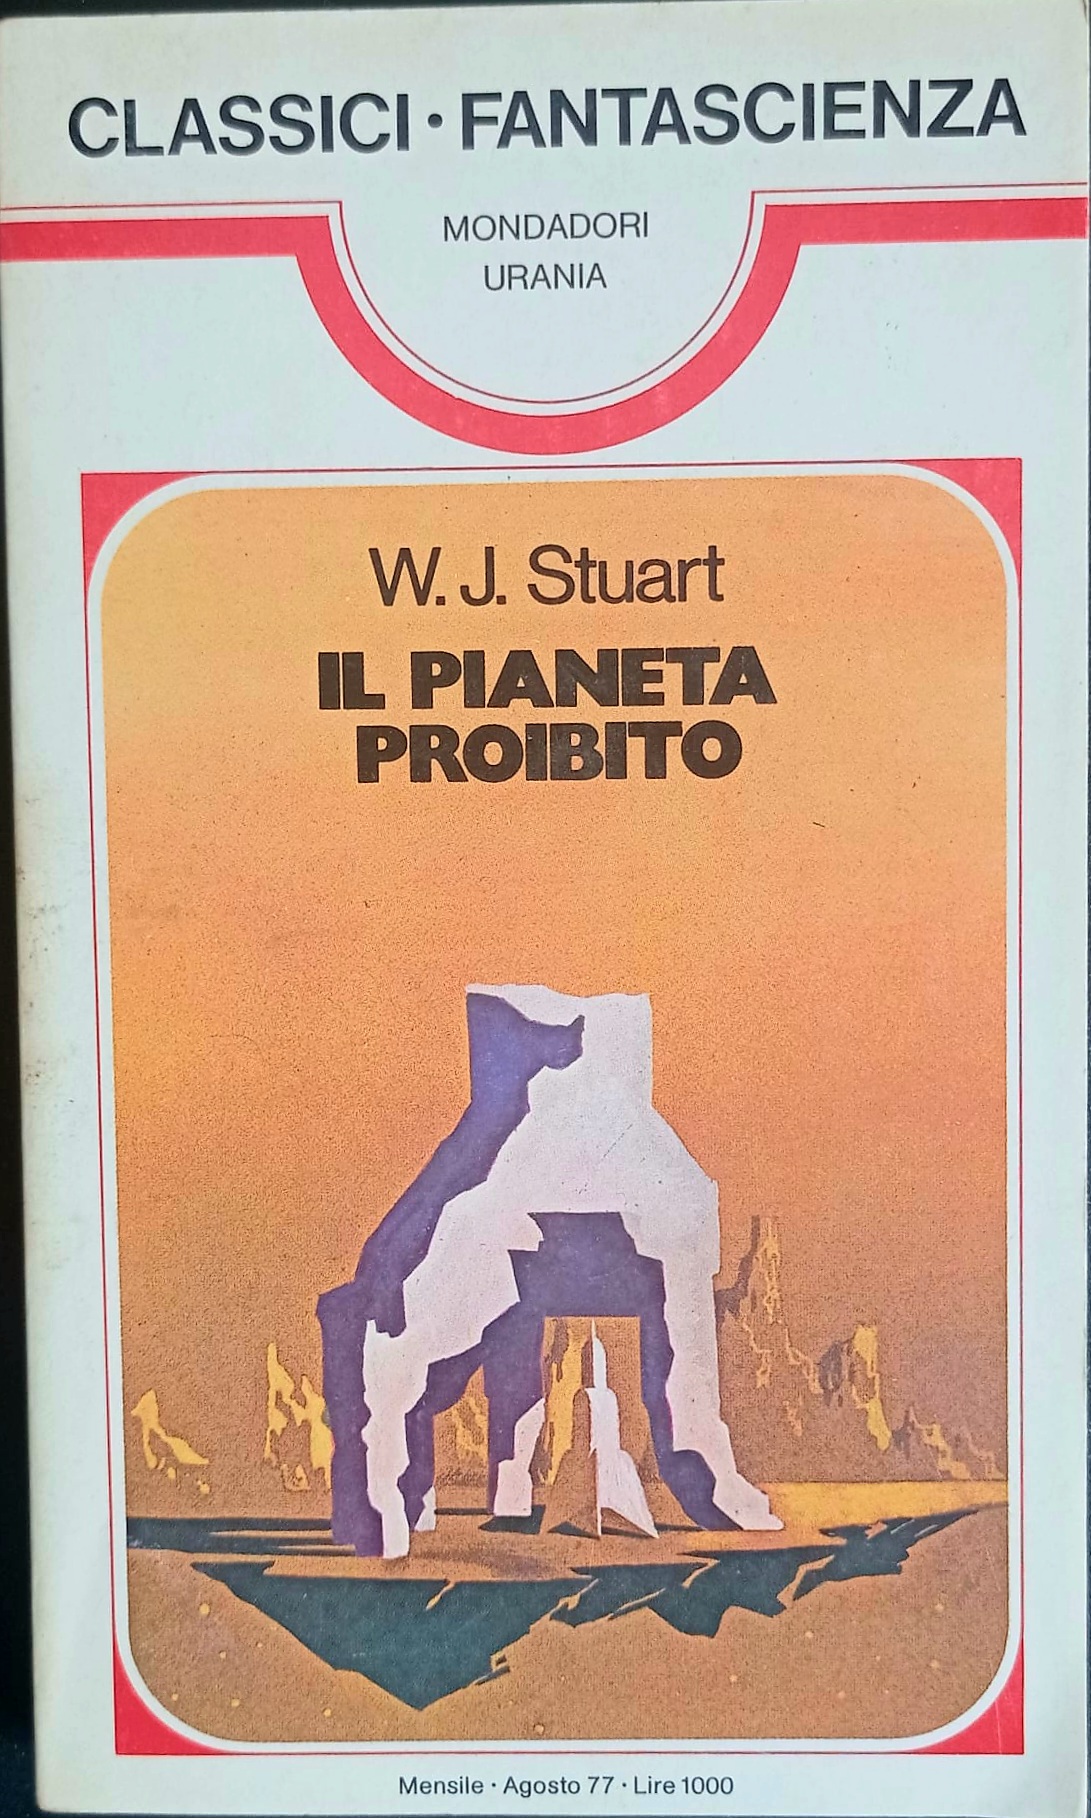 CLASSICI • FANTASCIENZA
MONDADORI
URANIA
W. J. Stuart
IL PIANETA
PROIBITO
Mensile • Agosto 77 • Lire 1000